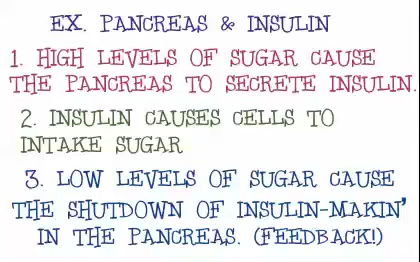 EX. PANCREAS & INSULIN
1. HIGH LEVELS OF SUGAR CAUSE
THE PANCREAS TO SECRETE INSULIN.
2. INSULIN CAUSES CELLS TO
INTAKE SUGAR
3. LOW LEVELS OF SUGAR CAUSE
THE SHUTDOWN OF INSULIN-MAKIN'
IN THE PANCREAS. (FEEDBACK!)